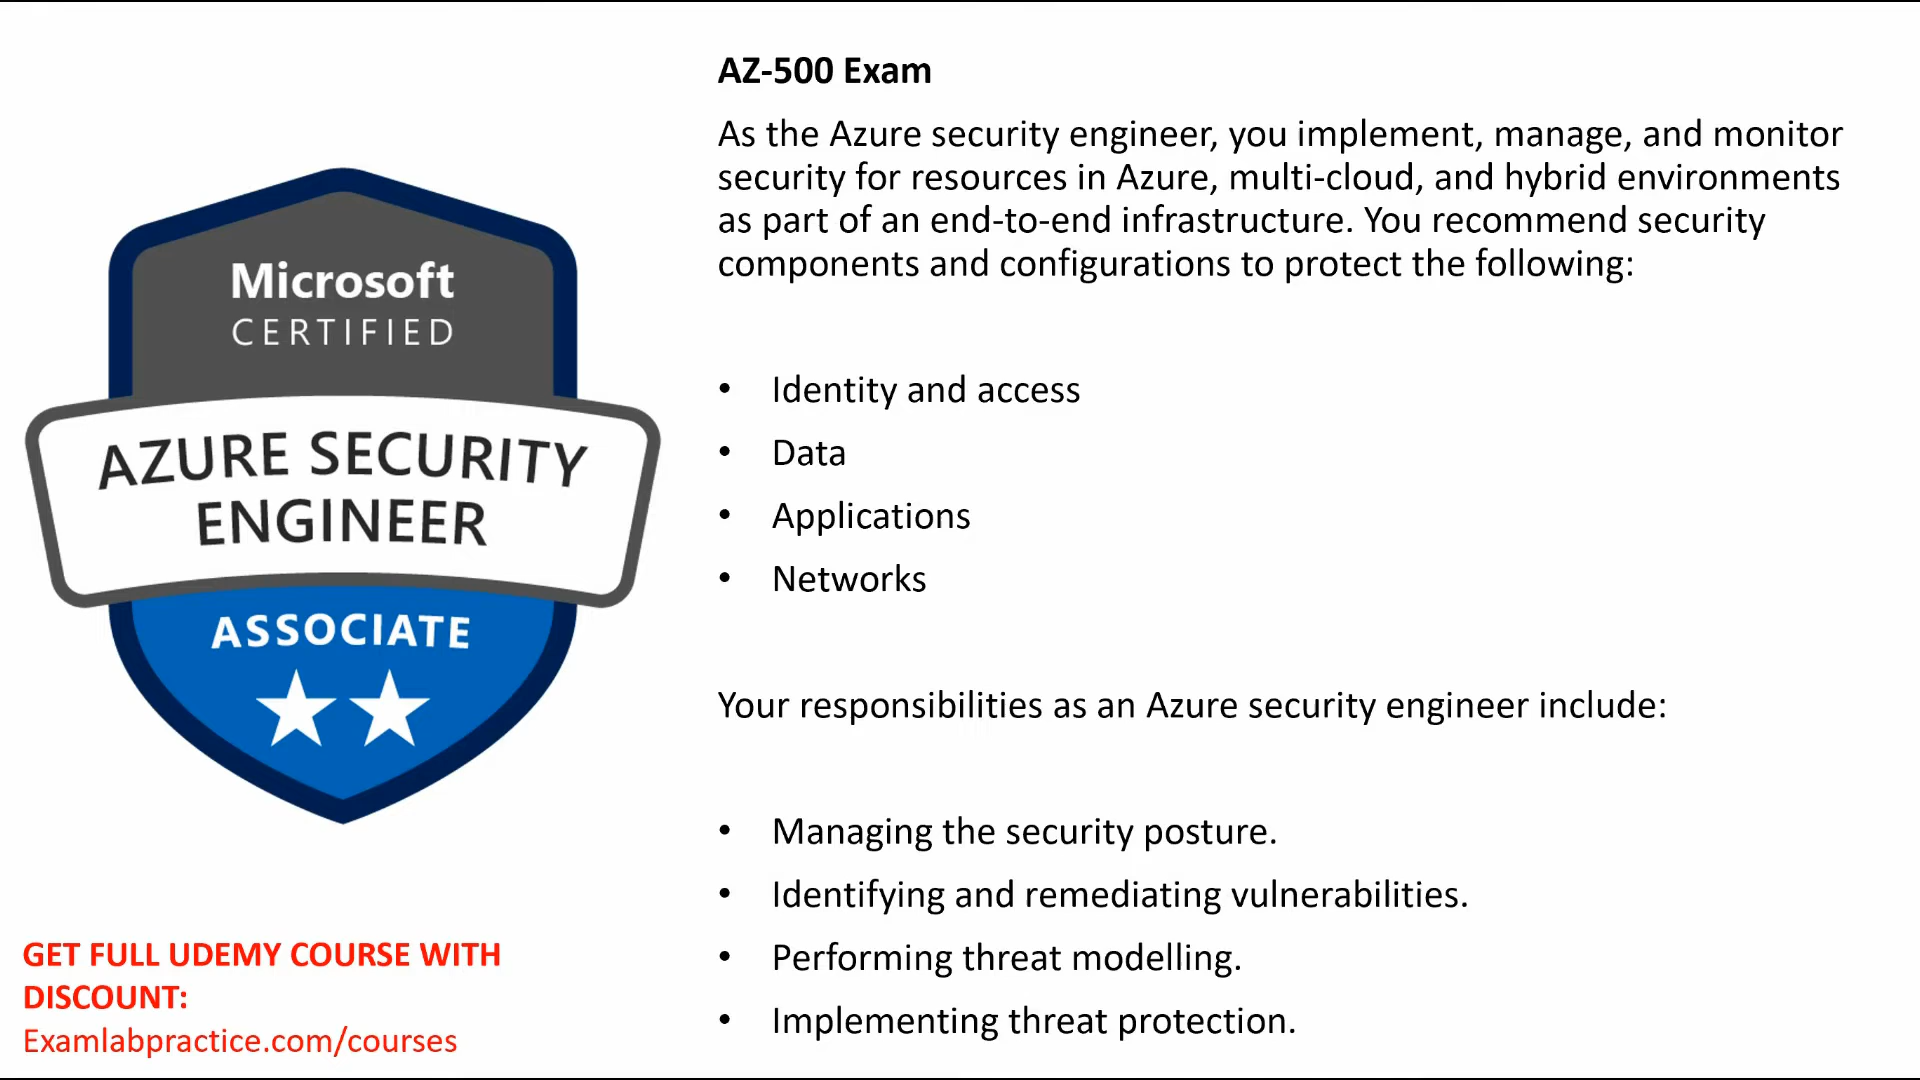 Microsoft
CERTIFIED
AZURE SECURITY
ENGINEER
ASSOCIATE
GET FULL UDEMY COURSE WITH
DISCOUNT:
Examlabpractice.com/courses
AZ-500 Exam
As the Azure security engineer, you implement, manage, and monitor
security for resources in Azure, multi-cloud, and hybrid environments
as part of an end-to-end infrastructure. You recommend security
components and configurations to protect the following:
• Identity and access
• Data
• Applications
• Networks
Your responsibilities as an Azure security engineer include:
• Managing the security posture.
• Identifying and remediating vulnerabilities.
• Performing threat modelling.
• Implementing threat protection.